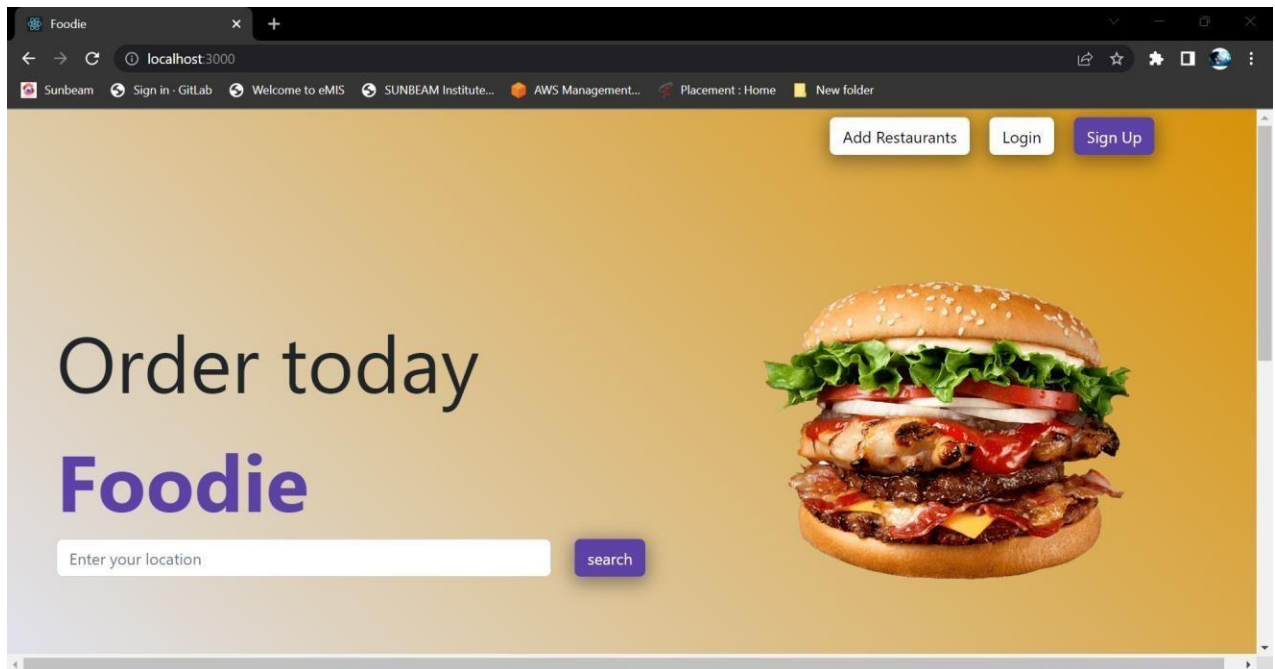 Foodie
localhost:3000
Sunbeam Sign in · GitLab Welcome to eMIS SUNBEAM Institute... AWS Management... Placement : Home New folder
Add Restaurants Login Sign Up
Order today
Foodie
Enter your location search